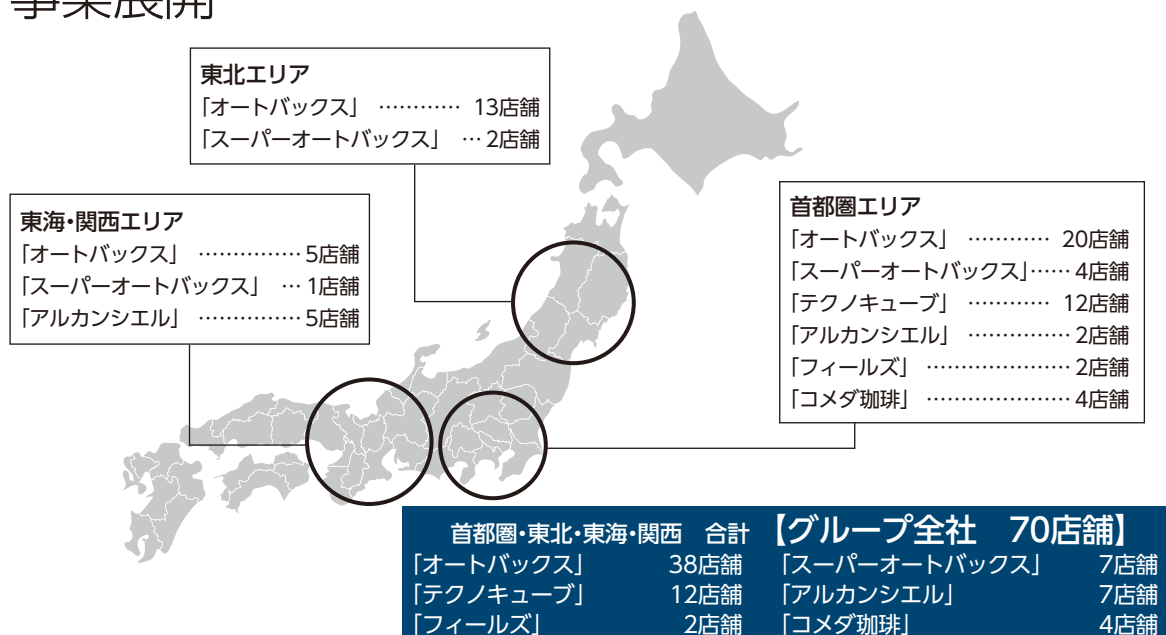 事業展開
東北エリア
「オートバックス」 ………… 13店舗
「スーパーオートバックス」 … 2店舗
東海・関西エリア
「オートバックス」 …………… 5店舗
「スーパーオートバックス」 … 1店舗
「アルカンシエル」 …………… 5店舗
首都圏エリア
「オートバックス」 ………… 20店舗
「スーパーオートバックス」…… 4店舗
「テクノキューブ」 ………… 12店舗
「アルカンシエル」 …………… 2店舗
「フィールズ」 ………………… 2店舗
「コメダ珈琲」 ………………… 4店舗
首都圏・東北・東海・関西 合計 【グループ全社 70店舗】
「オートバックス」 38店舗 「スーパーオートバックス」 7店舗
「テクノキューブ」 12店舗 「アルカンシエル」 7店舗
「フィールズ」 2店舗 「コメダ珈琲」 4店舗